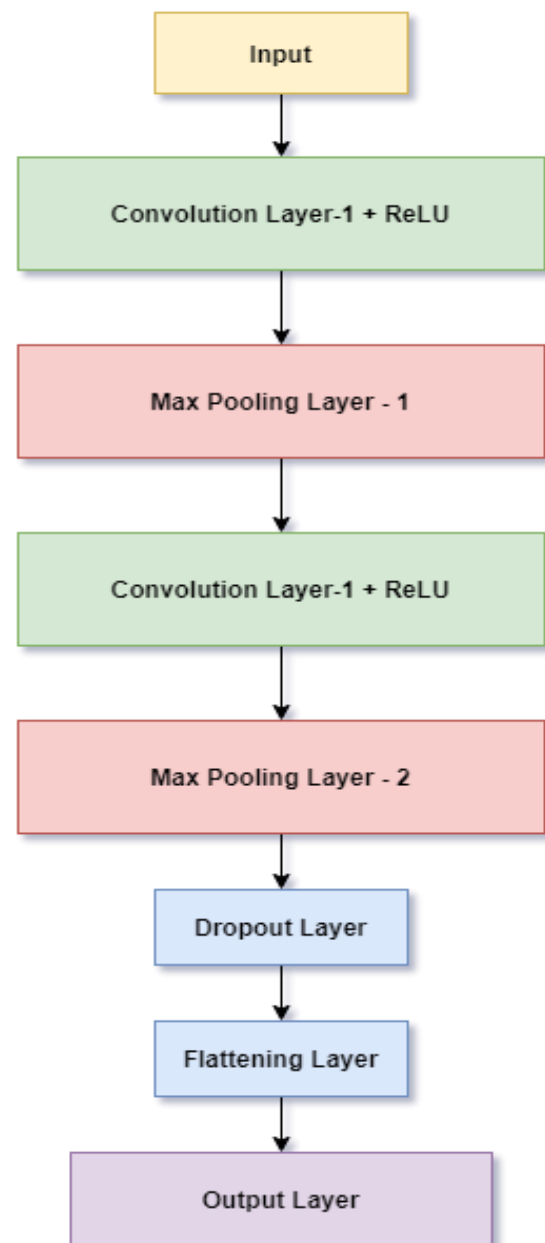 Input
Convolution Layer-1 + ReLU
Max Pooling Layer - 1
Convolution Layer-1 + ReLU
Max Pooling Layer - 2
Dropout Layer
Flattening Layer
Output Layer